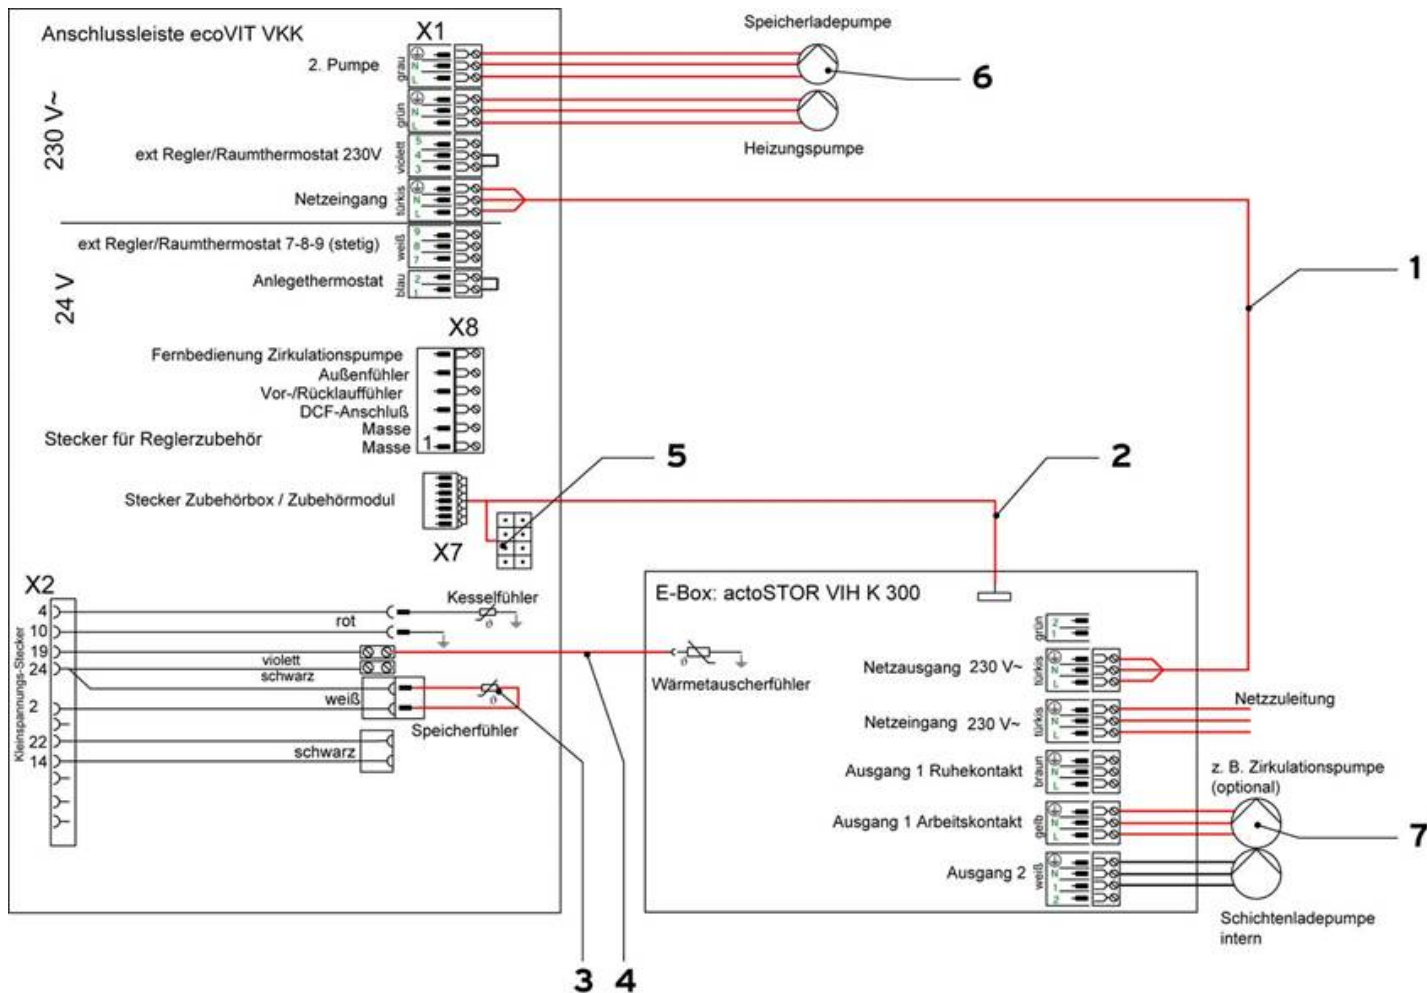 Anschlussleiste ecoVIT VKK
X1
230 V~
2. Pumpe
grau
N
L
Speicherladepumpe
6
grün
N
L
Heizungspumpe
ext Regler/Raumthermostat 230V
violett
5
4
3
Netzeingang
türkis
N
L
24 V
ext Regler/Raumthermostat 7-8-9 (stetig)
weiß
9
8
7
1
Anlegethermostat
blau
2
1
X8
Fernbedienung Zirkulationspumpe
Außenfühler
Vor-/Rücklauffühler
DCF-Anschluß
Masse
Masse
1
Stecker für Reglerzubehör
5
2
Stecker Zubehörbox / Zubehörmodul
X7
X2
Kleinspannungs-Stecker
4
10
19
24
2
22
14
rot
Kesselfühler
ϑ
violett
schwarz
weiß
ϑ
Speicherfühler
schwarz
E-Box: actoSTOR VIH K 300
ϑ
Wärmetauscherfühler
grün
2
1
Netzausgang 230 V~
türkis
N
L
Netzeingang 230 V~
türkis
N
L
Netzzuleitung
Ausgang 1 Ruhekontakt
braun
N
L
z. B. Zirkulationspumpe
(optional)
Ausgang 1 Arbeitskontakt
gelb
N
L
7
Ausgang 2
weiß
N
1
2
Schichtenladepumpe
intern
3
4